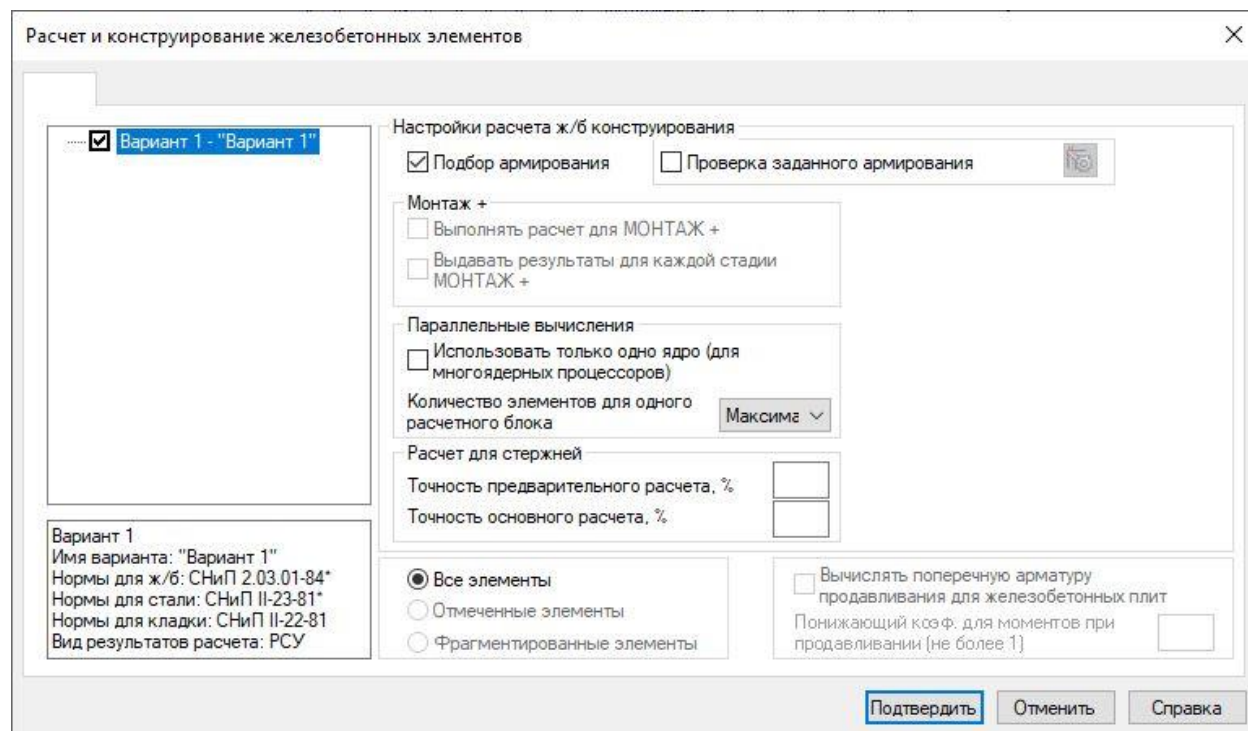 Расчет и конструирование железобетонных элементов
Вариант 1 - "Вариант 1"
Настройки расчета ж/б конструирования
Подбор армирования
Проверка заданного армирования
Монтаж +
Выполнять расчет для МОНТАЖ +
Выдавать результаты для каждой стадии
МОНТАЖ +
Параллельные вычисления
Использовать только одно ядро (для
многоядерных процессоров)
Количество элементов для одного
расчетного блока
Максима
Расчет для стержней
Точность предварительного расчета, %
Точность основного расчета, %
Вариант 1
Имя варианта: "Вариант 1"
Нормы для ж/б: СНиП 2.03.01-84*
Нормы для стали: СНиП II-23-81*
Нормы для кладки: СНиП II-22-81
Вид результатов расчета: РСУ
Все элементы
Отмеченные элементы
Фрагментированные элементы
Вычислять поперечную арматуру
продавливания для железобетонных плит
Понижающий коэф. для моментов при
продавливании (не более 1)
Подтвердить
Отменить
Справка